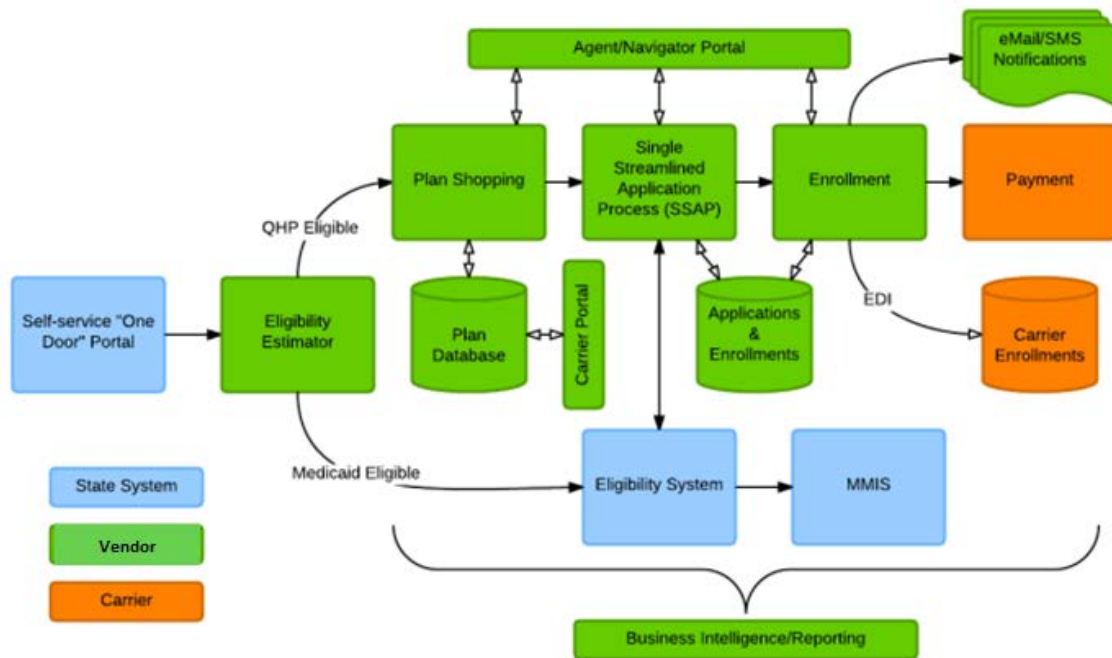 Agent/Navigator Portal
eMail/SMS
Notifications
Plan Shopping
Single
Streamlined
Application
Process (SSAP)
Enrollment
Payment
QHP Eligible
Self-service "One
Door" Portal
Eligibility
Estimator
Plan
Database
Carrier Portal
Applications
&
Enrollments
EDI
Carrier
Enrollments
Medicaid Eligible
Eligibility System
MMIS
State System
Vendor
Carrier
Business Intelligence/Reporting